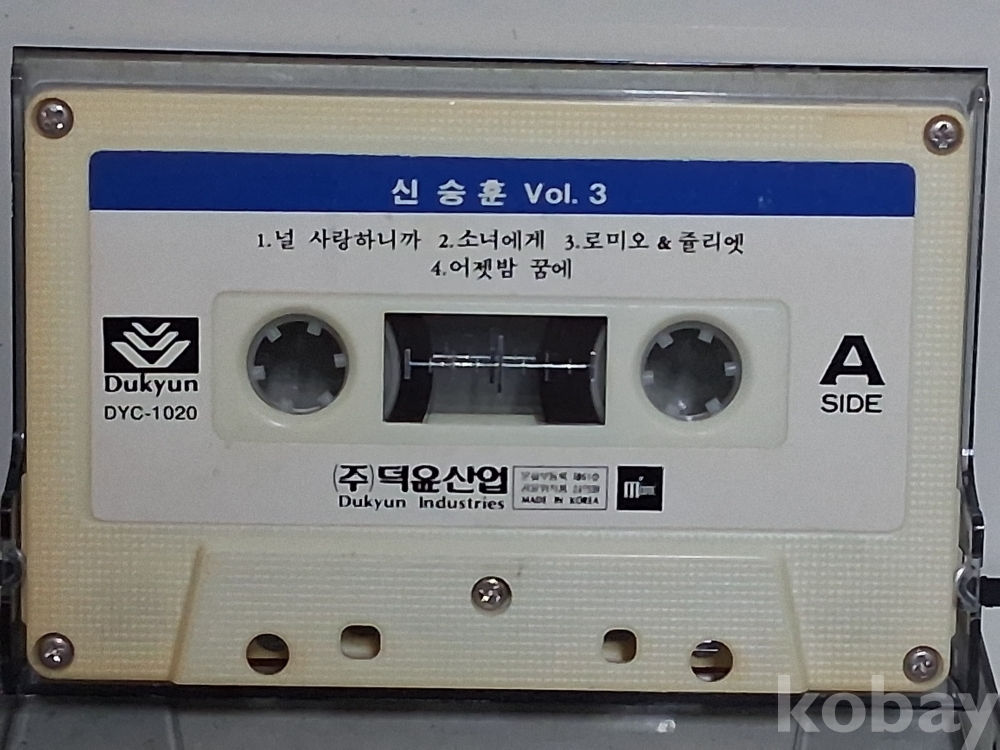 신승훈 Vol. 3
1.널 사랑하니까 2.소녀에게 3.로미오 & 쥴리엣
4.어젯밤 꿈에
Dukyun
DYC-1020
A
SIDE
(주)덕윤산업
Dukyun Industries
MADE IN KOREA
kobay